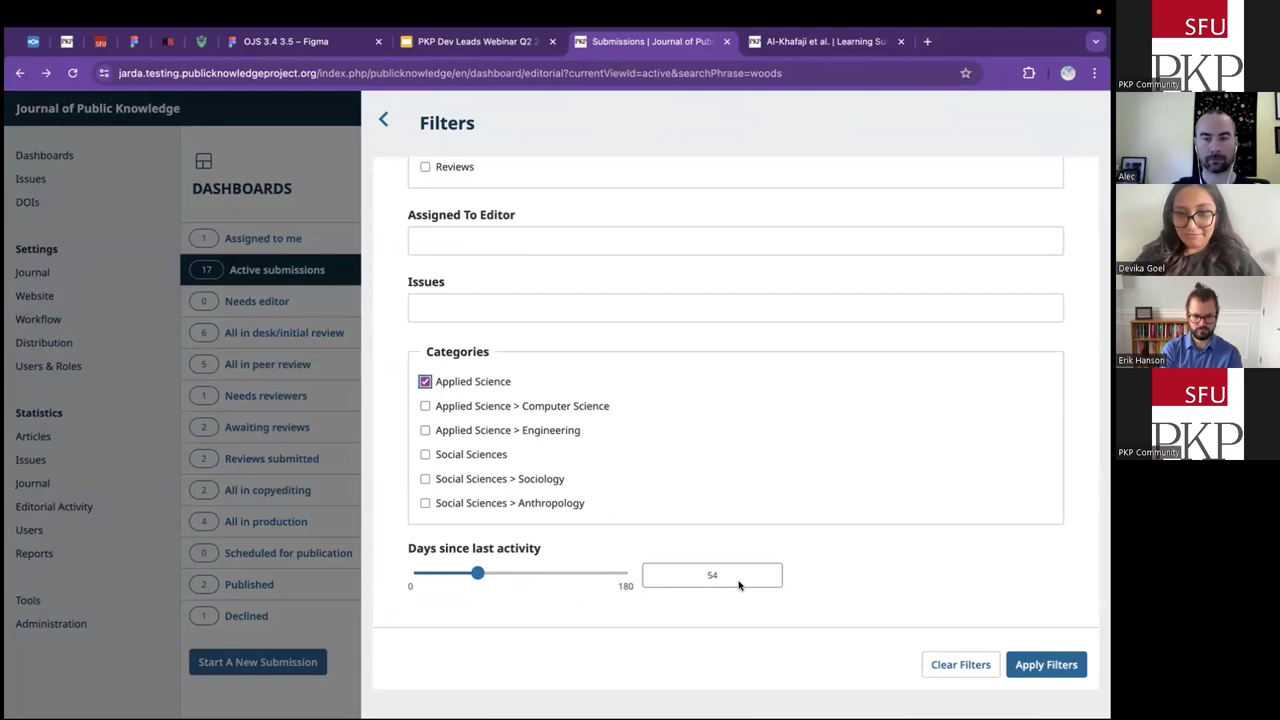 OJS 3.4 3.5 – Figma
PKP Dev Leads Webinar Q2 2
Submissions | Journal of Publ
Al-Khafaji et al. | Learning Su
jarda.testing.publicknowledgeproject.org/index.php/publicknowledge/en/dashboard/editorial?currentViewId=active&searchPhrase=woods
Journal of Public Knowledge
Dashboards
Issues
DOIs
Settings
Journal
Website
Workflow
Distribution
Users & Roles
Statistics
Articles
Issues
Journal
Editorial Activity
Users
Reports
Tools
Administration
DASHBOARDS
1 Assigned to me
17 Active submissions
0 Needs editor
6 All in desk/initial review
5 All in peer review
1 Needs reviewers
2 Awaiting reviews
2 Reviews submitted
2 All in copyediting
4 All in production
0 Scheduled for publication
2 Published
1 Declined
Start A New Submission
Filters
Reviews
Assigned To Editor
Issues
Categories
Applied Science
Applied Science > Computer Science
Applied Science > Engineering
Social Sciences
Social Sciences > Sociology
Social Sciences > Anthropology
Days since last activity
54
0 180
Clear Filters
Apply Filters
SFU
PKP
PKP Community
Alec
Devika Goel
Erik Hanson
SFU
PKP
PKP Community